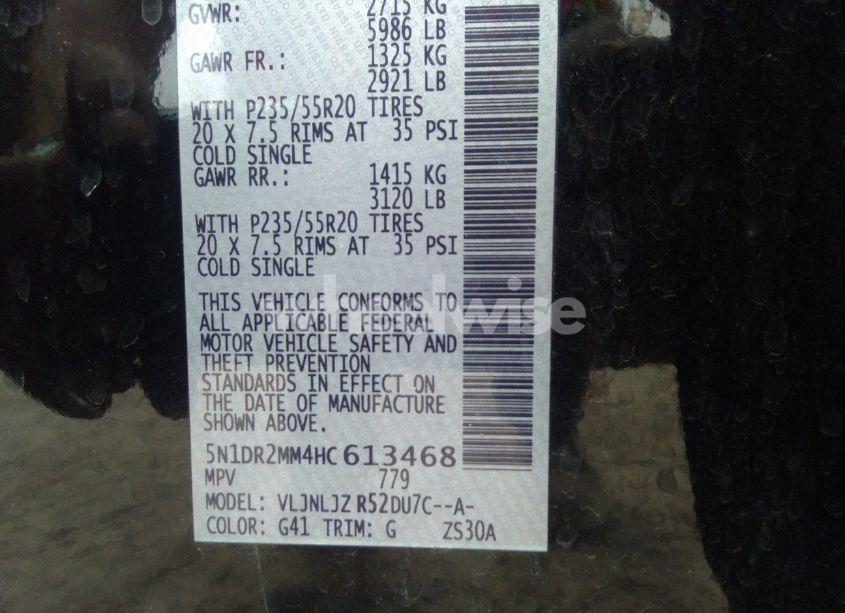 GVWR: 2715 KG
5986 LB
GAWR FR.: 1325 KG
2921 LB
WITH P235/55R20 TIRES
20 X 7.5 RIMS AT 35 PSI
COLD SINGLE
GAWR RR.: 1415 KG
3120 LB
WITH P235/55R20 TIRES
20 X 7.5 RIMS AT 35 PSI
COLD SINGLE
THIS VEHICLE CONFORMS TO
ALL APPLICABLE FEDERAL
MOTOR VEHICLE SAFETY AND
THEFT PREVENTION
STANDARDS IN EFFECT ON
THE DATE OF MANUFACTURE
SHOWN ABOVE.
5N1DR2MM4HC613468
MPV 779
MODEL: VLJNLJZ R52DU7C--A-
COLOR: G41 TRIM: G ZS30A